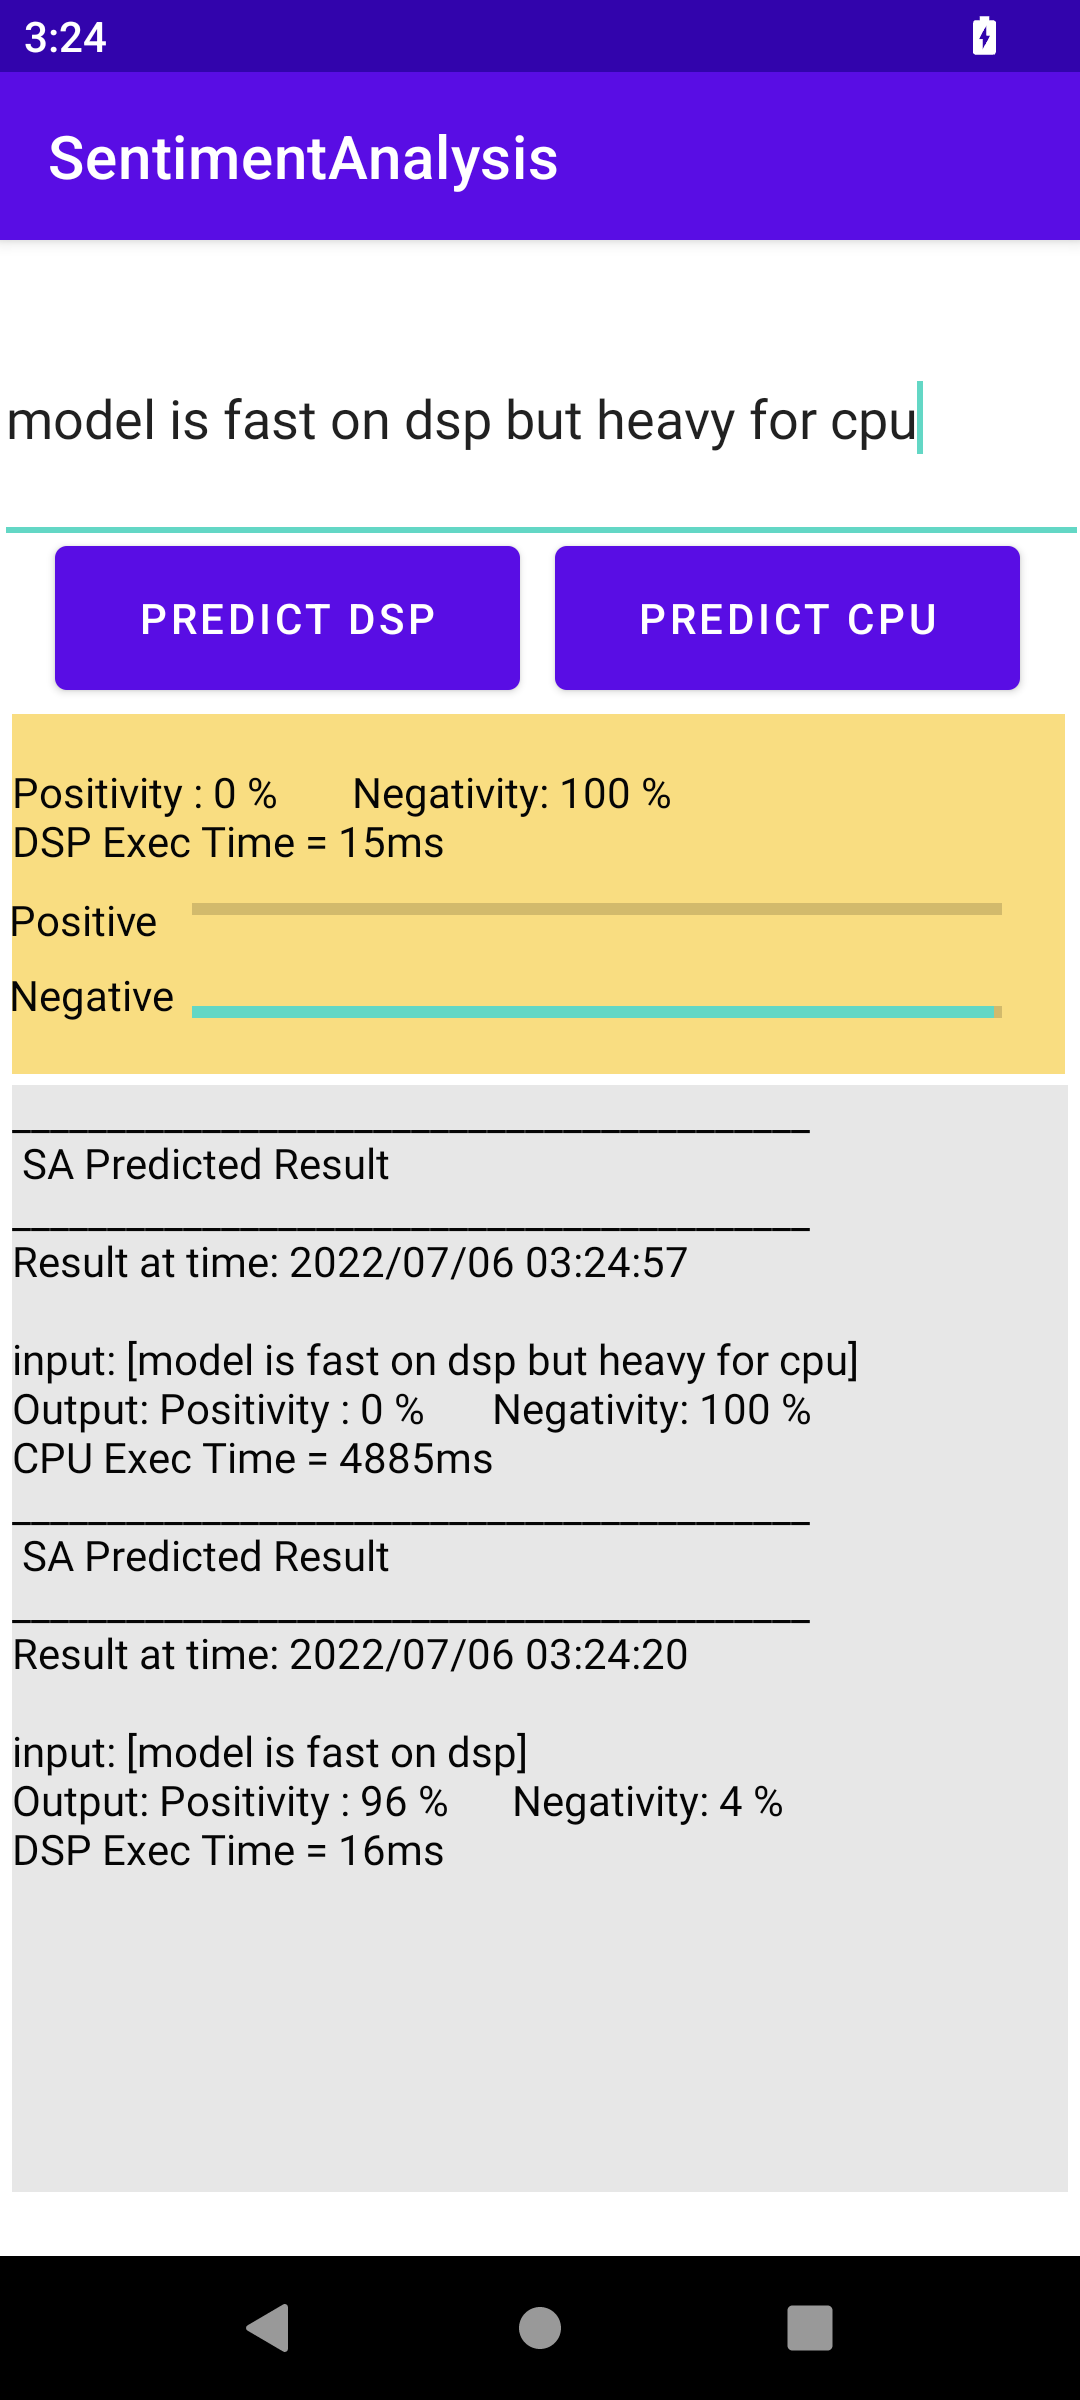 3:24
SentimentAnalysis
model is fast on dsp but heavy for cpu
PREDICT DSP PREDICT CPU
Positivity : 0 % Negativity: 100 %
DSP Exec Time = 15ms
Positive
Negative
________________________________________
SA Predicted Result
________________________________________
Result at time: 2022/07/06 03:24:57
input: [model is fast on dsp but heavy for cpu]
Output: Positivity : 0 % Negativity: 100 %
CPU Exec Time = 4885ms
________________________________________
SA Predicted Result
________________________________________
Result at time: 2022/07/06 03:24:20
input: [model is fast on dsp]
Output: Positivity : 96 % Negativity: 4 %
DSP Exec Time = 16ms